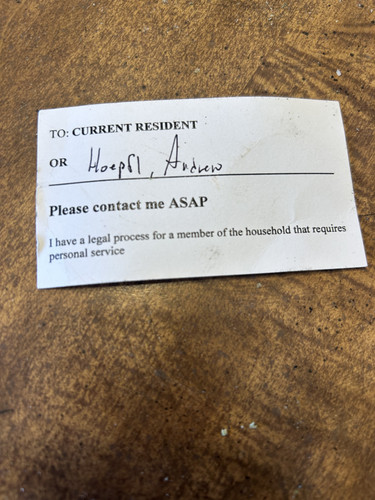 TO: CURRENT RESIDENT
OR Hoepfl, Andrew
Please contact me ASAP
I have a legal process for a member of the household that requires
personal service